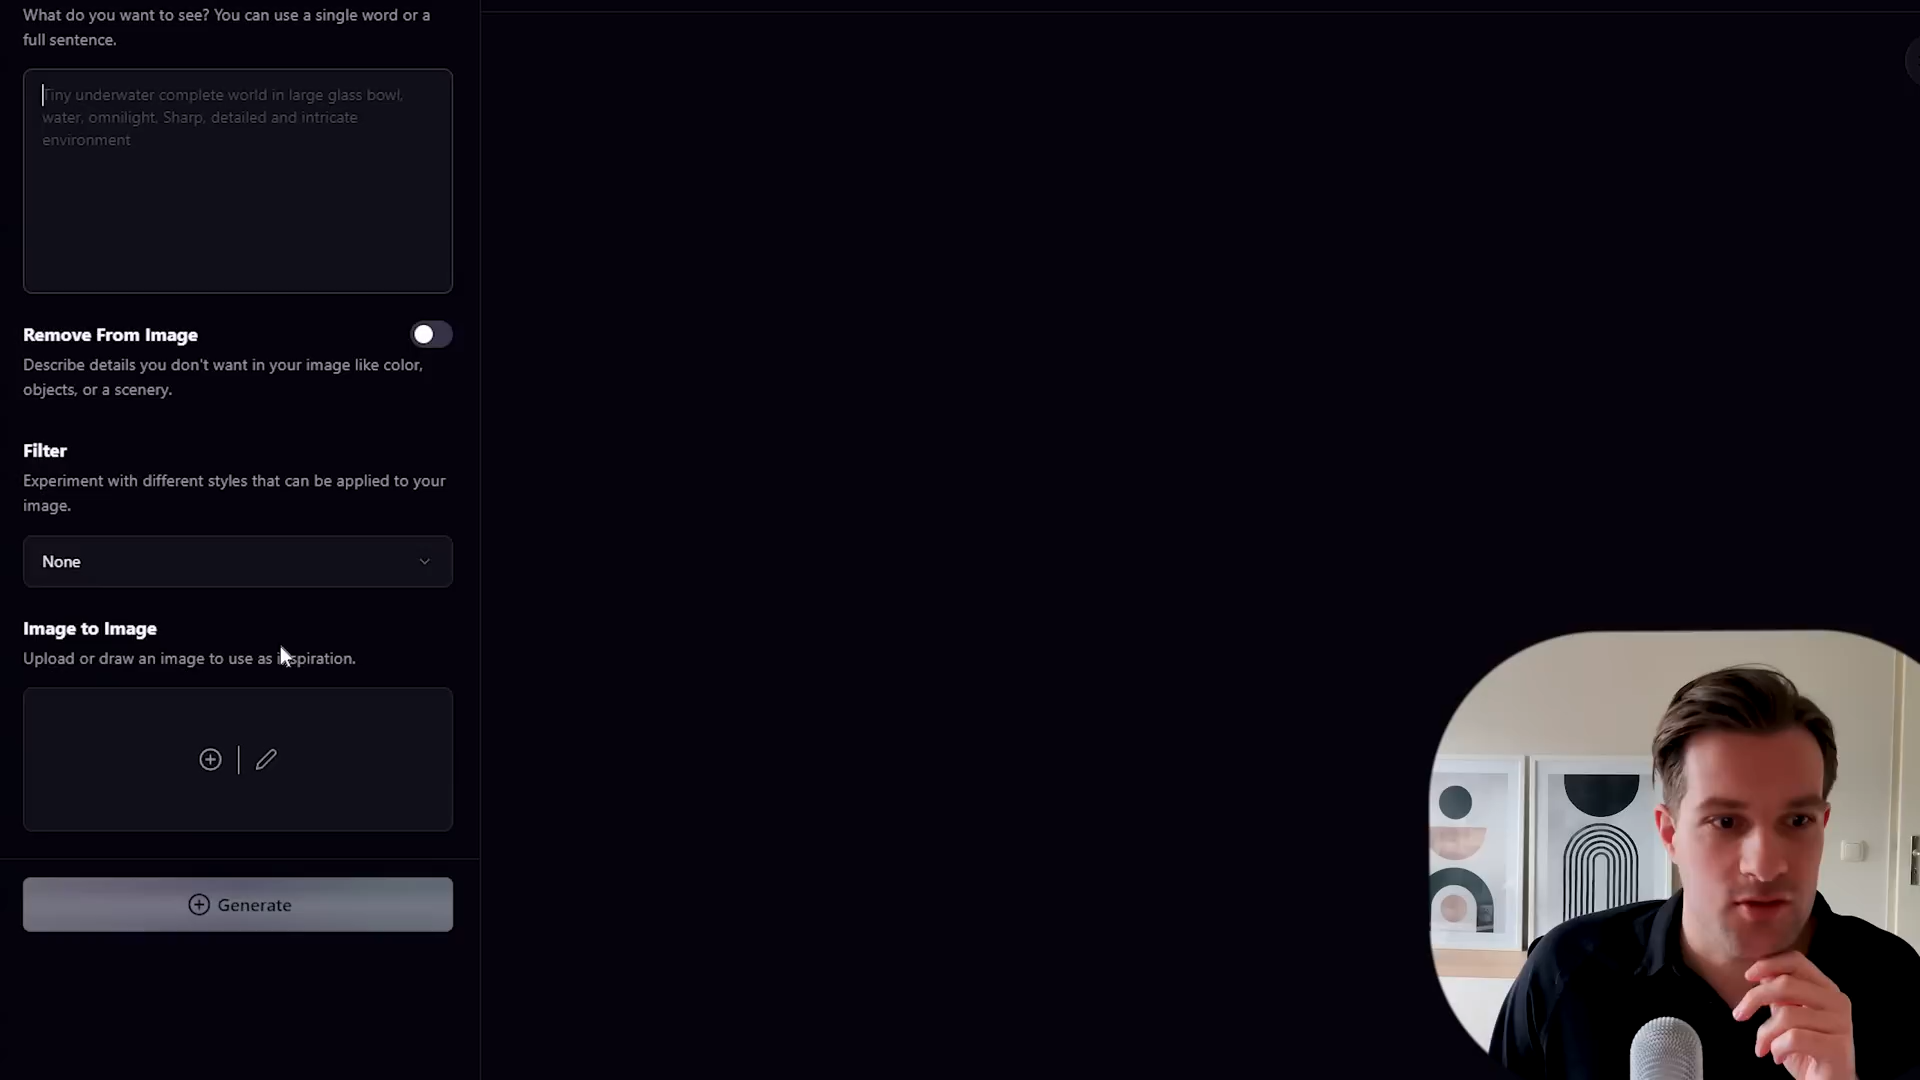 What do you want to see? You can use a single word or a
full sentence.
Tiny underwater complete world in large glass bowl,
water, omnilight, Sharp, detailed and intricate
environment
Remove From Image
Describe details you don't want in your image like color,
objects, or a scenery.
Filter
Experiment with different styles that can be applied to your
image.
None
Image to Image
Upload or draw an image to use as inspiration.
Generate